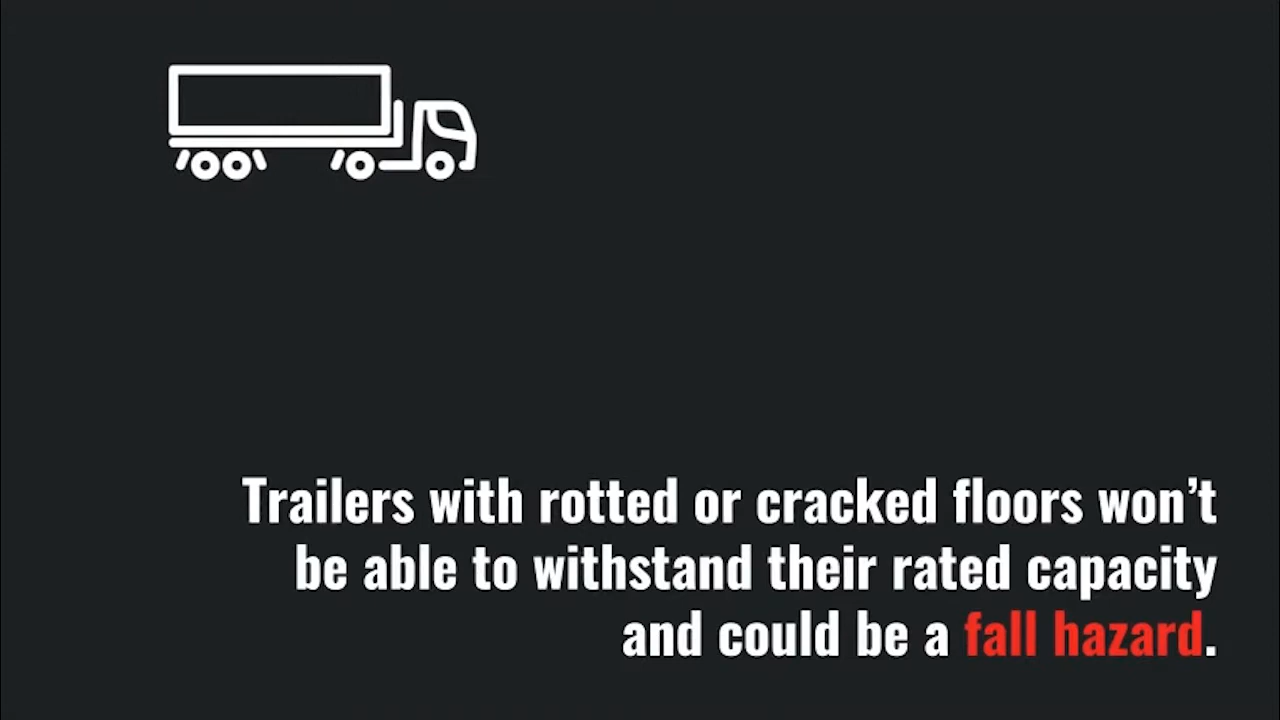 Trailers with rotted or cracked floors won’t
be able to withstand their rated capacity
and could be a fall hazard.